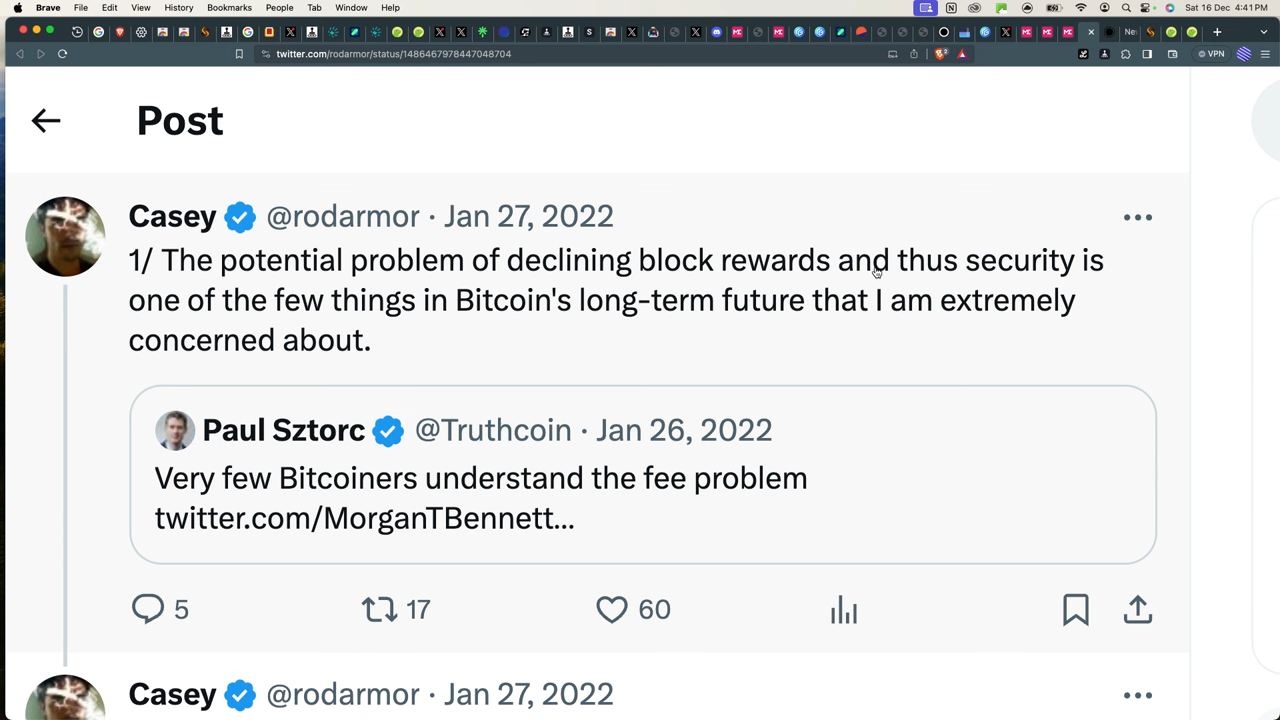 Brave File Edit View History Bookmarks People Tab Window Help Sat 16 Dec 4:41PM
Ne
twitter.com/rodarmor/status/1486467978447048704 VPN
Post
Casey @rodarmor · Jan 27, 2022
1/ The potential problem of declining block rewards and thus security is
one of the few things in Bitcoin's long-term future that I am extremely
concerned about.
Paul Sztorc @Truthcoin · Jan 26, 2022
Very few Bitcoiners understand the fee problem
twitter.com/MorganTBennett...
5 17 60
Casey @rodarmor · Jan 27, 2022